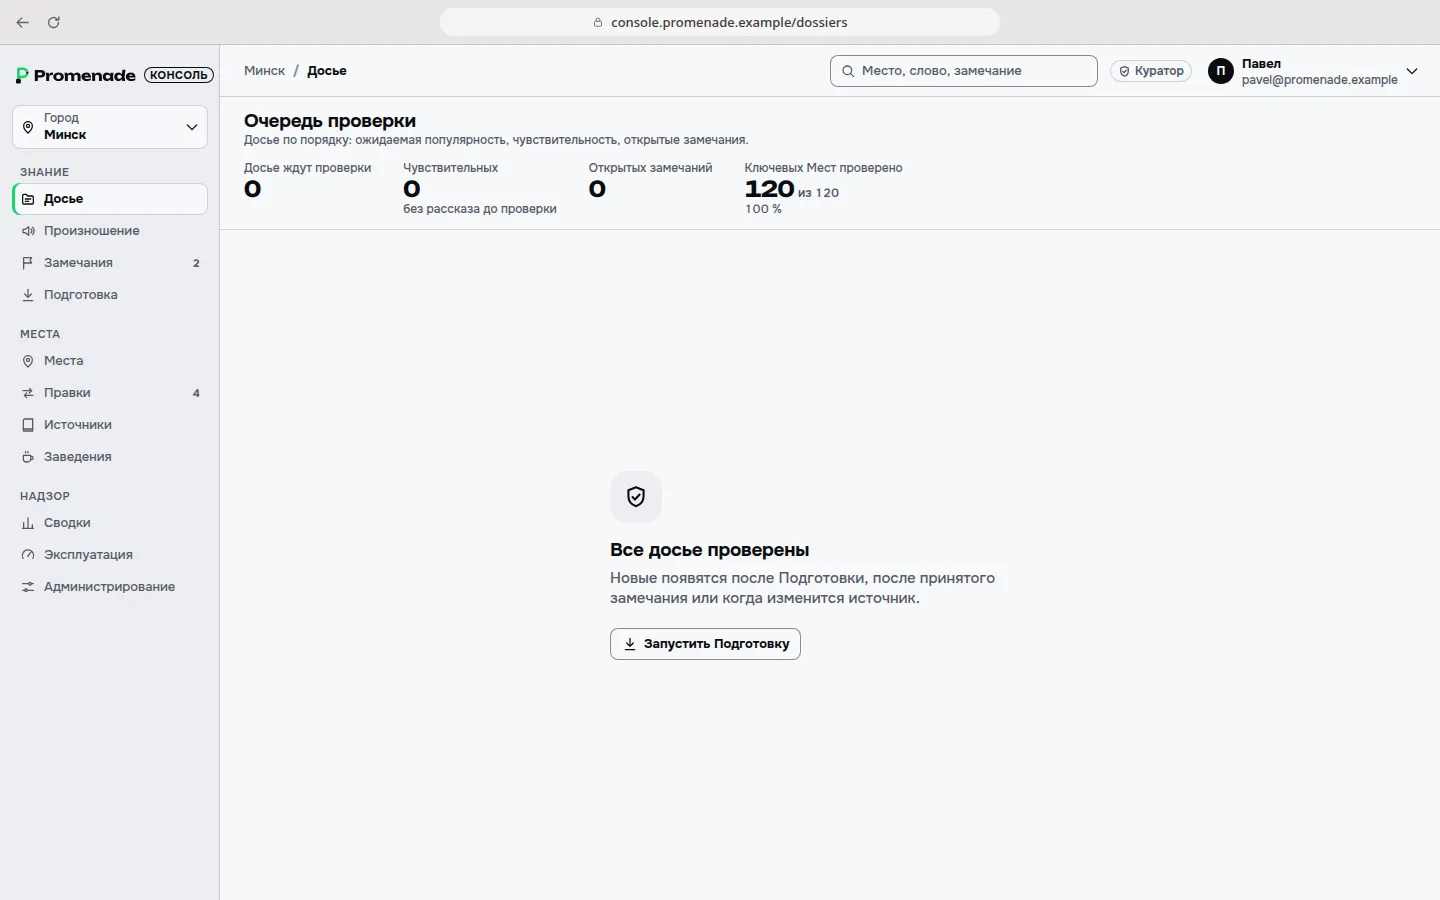 console.promenade.example/dossiers
Promenade КОНСОЛЬ
Город
Минск
ЗНАНИЕ
Досье
Произношение
Замечания 2
Подготовка
МЕСТА
Места
Правки 4
Источники
Заведения
НАДЗОР
Сводки
Эксплуатация
Администрирование
Минск / Досье
Место, слово, замечание
Куратор
П
Павел
pavel@promenade.example
Очередь проверки
Досье по порядку: ожидаемая популярность, чувствительность, открытые замечания.
Досье ждут проверки
0
Чувствительных
0
без рассказа до проверки
Открытых замечаний
0
Ключевых Мест проверено
120 из 120
100 %
Все досье проверены
Новые появятся после Подготовки, после принятого
замечания или когда изменится источник.
Запустить Подготовку